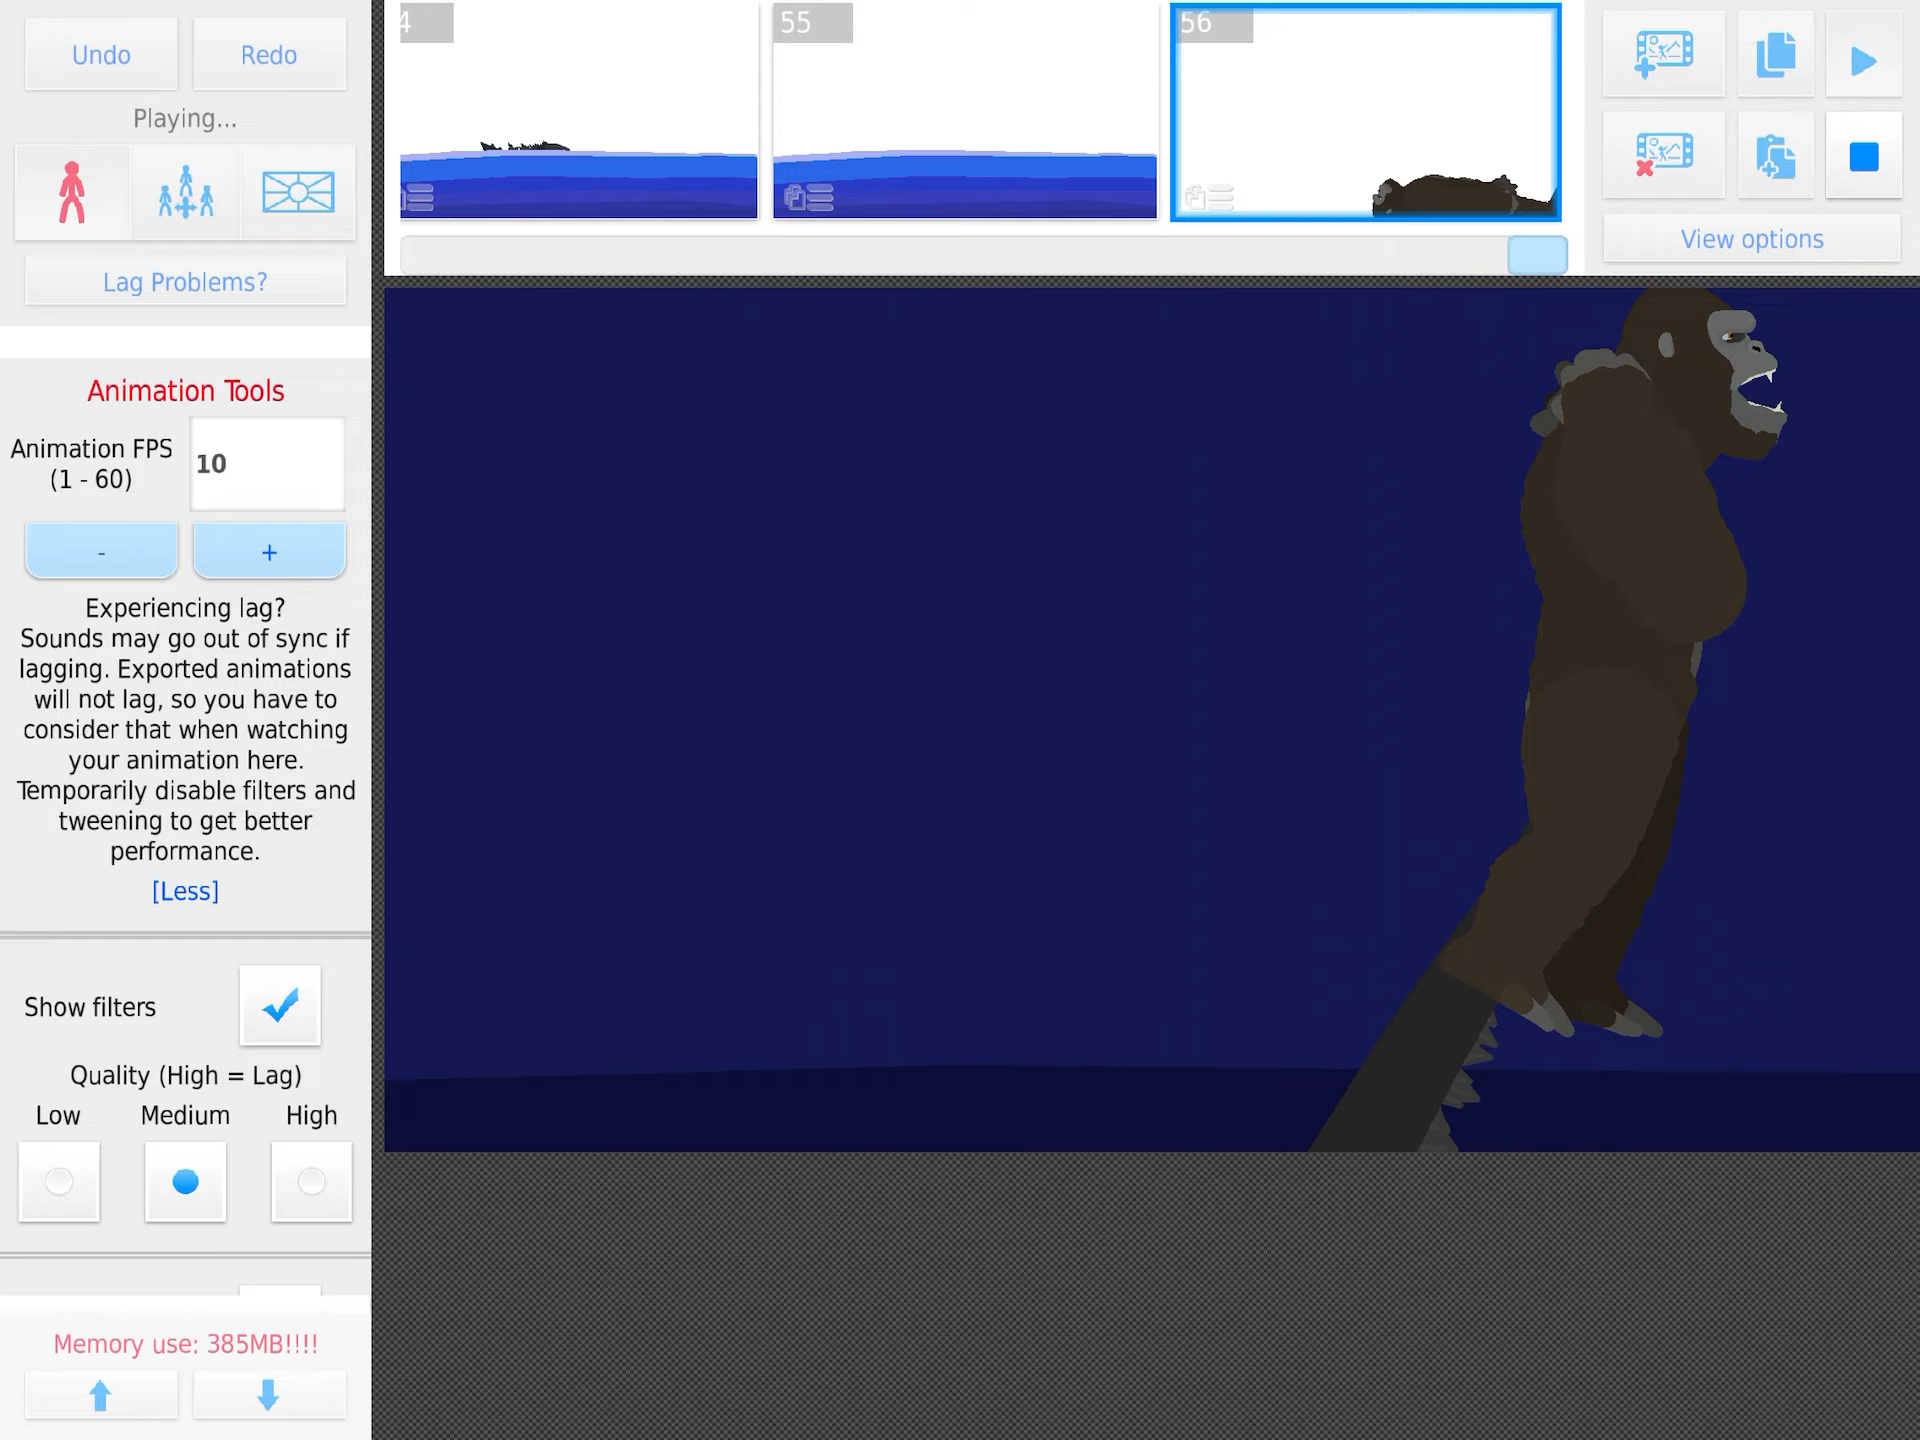 Undo
Redo
Playing...
Lag Problems?
4
55
56
View options
Animation Tools
Animation FPS
(1 - 60)
10
-
+
Experiencing lag?
Sounds may go out of sync if
lagging. Exported animations
will not lag, so you have to
consider that when watching
your animation here.
Temporarily disable filters and
tweening to get better
performance.
[Less]
Show filters
Quality (High = Lag)
Low
Medium
High
Memory use: 385MB!!!!